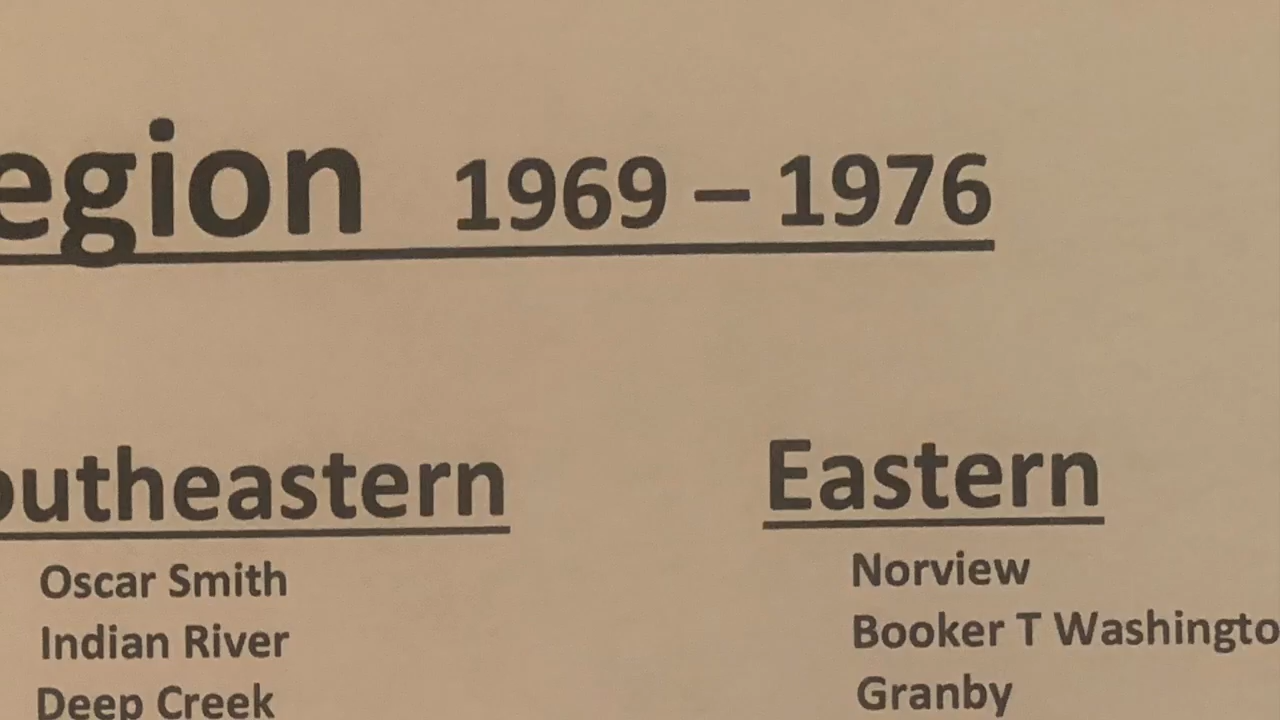 egion 1969 – 1976
outheastern
Oscar Smith
Indian River
Deep Creek
Eastern
Norview
Booker T Washingto
Granby